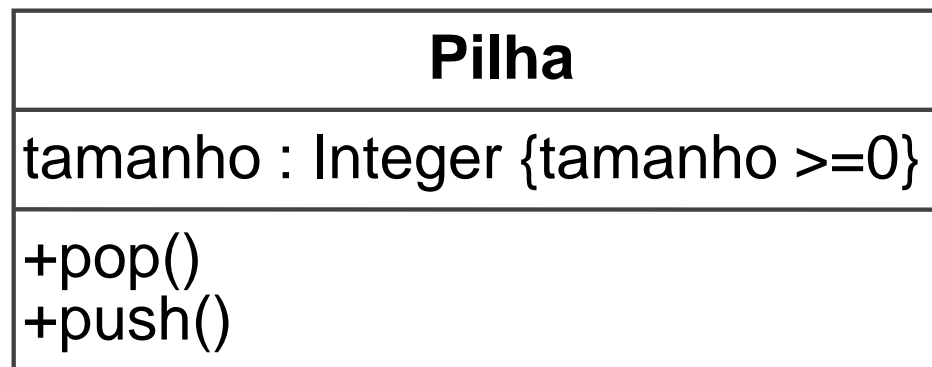 Pilha
tamanho : Integer {tamanho >=0}
+pop()
+push()